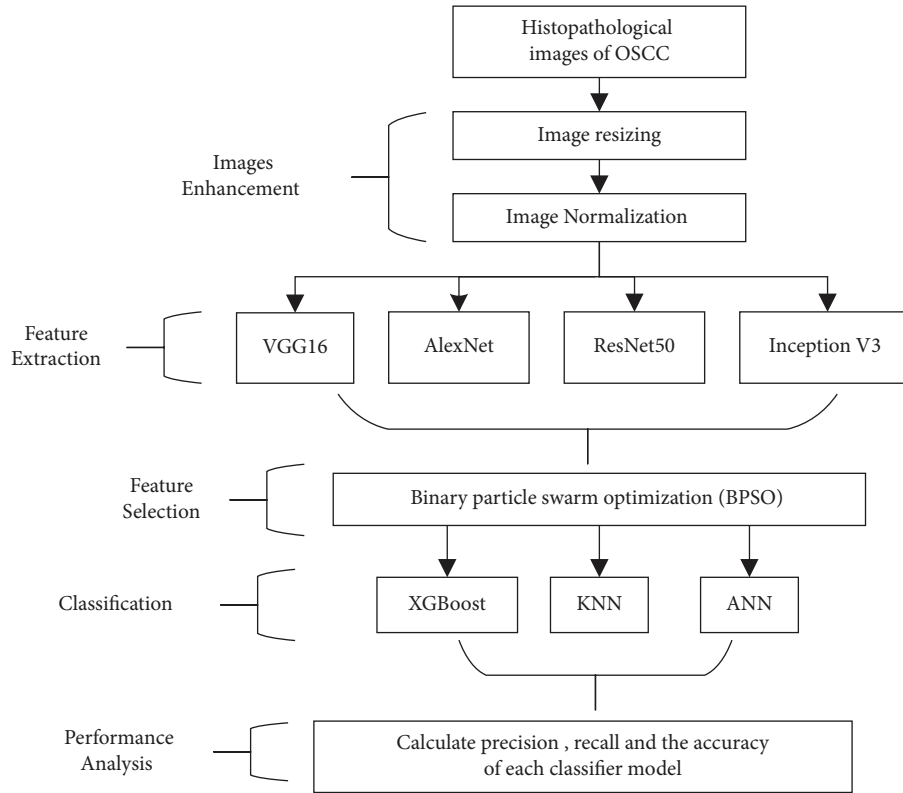 Histopathological
images of OSCC
Images
Enhancement
Image resizing
Image Normalization
Feature
Extraction
VGG16
AlexNet
ResNet50
Inception V3
Feature
Selection
Binary particle swarm optimization (BPSO)
Classification
XGBoost
KNN
ANN
Performance
Analysis
Calculate precision , recall and the accuracy
of each classifier model